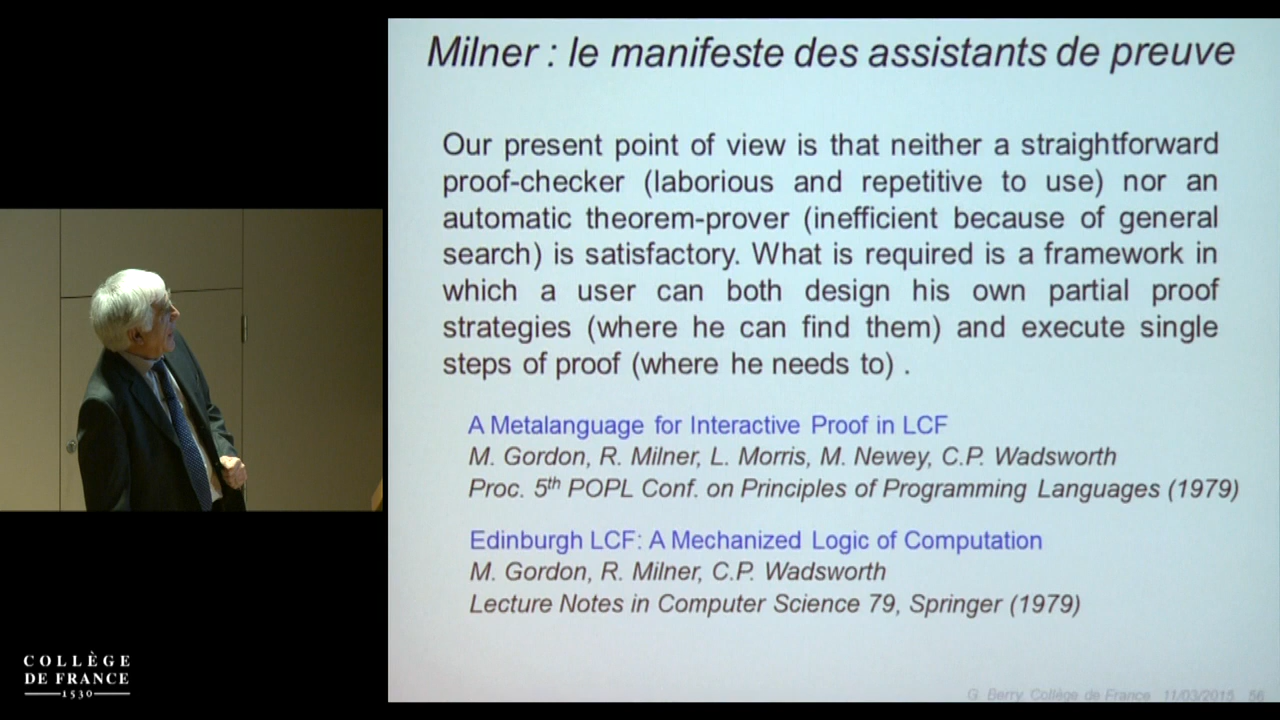 Milner : le manifeste des assistants de preuve
Our present point of view is that neither a straightforward
proof-checker (laborious and repetitive to use) nor an
automatic theorem-prover (inefficient because of general
search) is satisfactory. What is required is a framework in
which a user can both design his own partial proof
strategies (where he can find them) and execute single
steps of proof (where he needs to) .
A Metalanguage for Interactive Proof in LCF
M. Gordon, R. Milner, L. Morris, M. Newey, C.P. Wadsworth
Proc. 5th POPL Conf. on Principles of Programming Languages (1979)
Edinburgh LCF: A Mechanized Logic of Computation
M. Gordon, R. Milner, C.P. Wadsworth
Lecture Notes in Computer Science 79, Springer (1979)
G. Berry, Collège de France 11/03/2015 56
COLLÈGE
DE FRANCE
1530